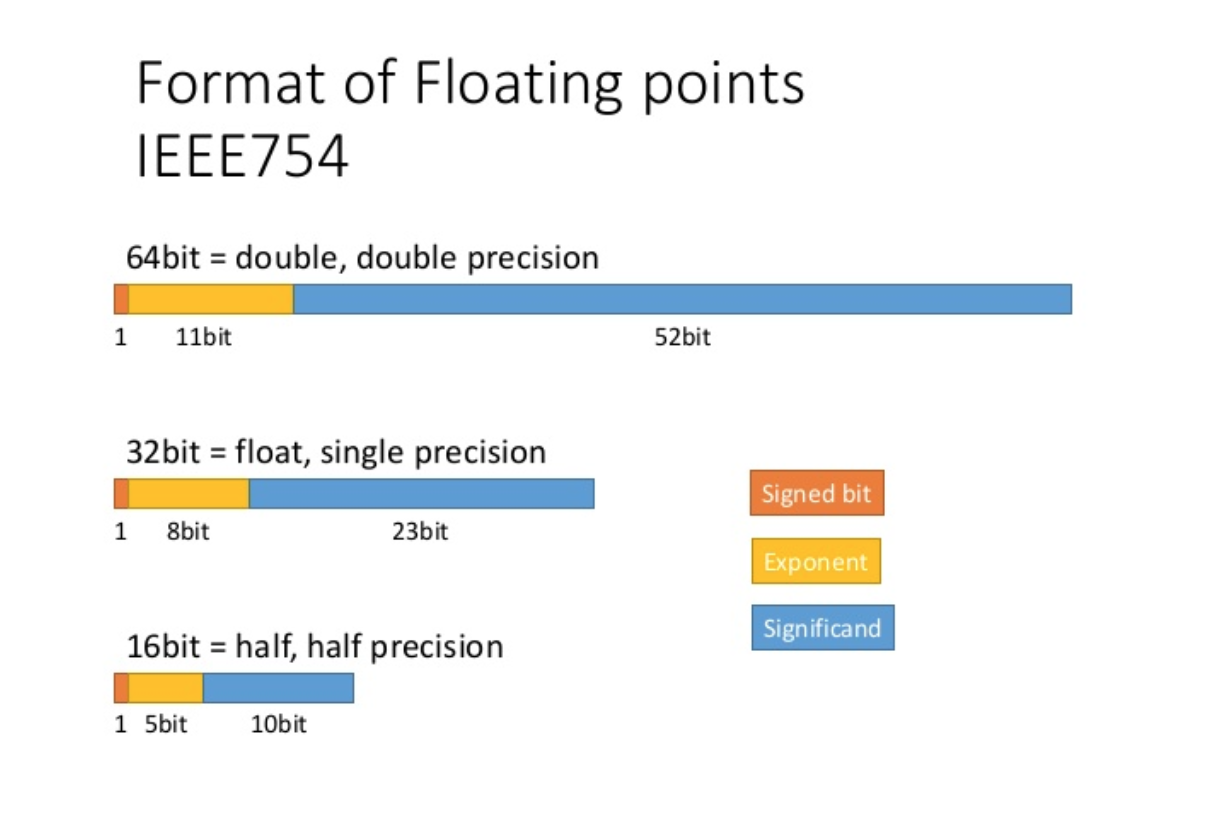 Format of Floating points
IEEE754
64bit = double, double precision
1 11bit 52bit
32bit = float, single precision
1 8bit 23bit
Signed bit
Exponent
Significand
16bit = half, half precision
1 5bit 10bit